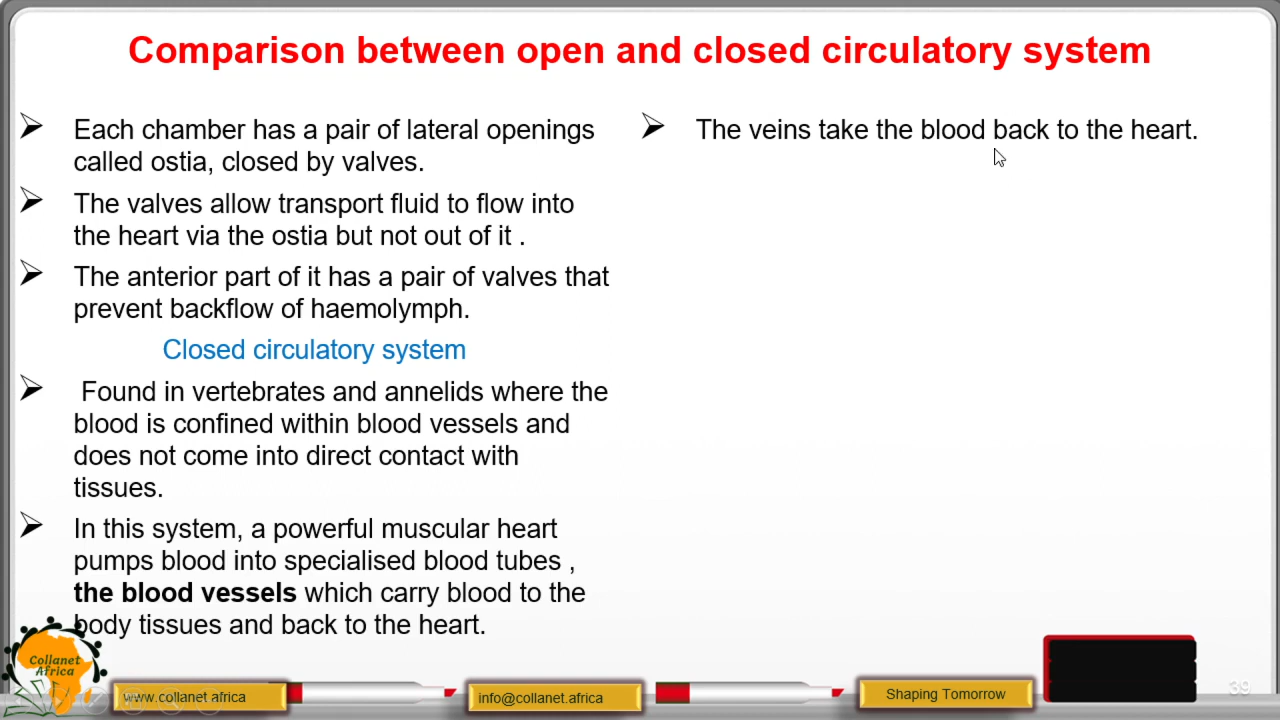 Comparison between open and closed circulatory system
Each chamber has a pair of lateral openings
called ostia, closed by valves.
The valves allow transport fluid to flow into
the heart via the ostia but not out of it .
The anterior part of it has a pair of valves that
prevent backflow of haemolymph.
Closed circulatory system
Found in vertebrates and annelids where the
blood is confined within blood vessels and
does not come into direct contact with
tissues.
In this system, a powerful muscular heart
pumps blood into specialised blood tubes ,
the blood vessels which carry blood to the
body tissues and back to the heart.
The veins take the blood back to the heart.
Collanet
Africa
www.collanet.africa
info@collanet.africa
Shaping Tomorrow
39